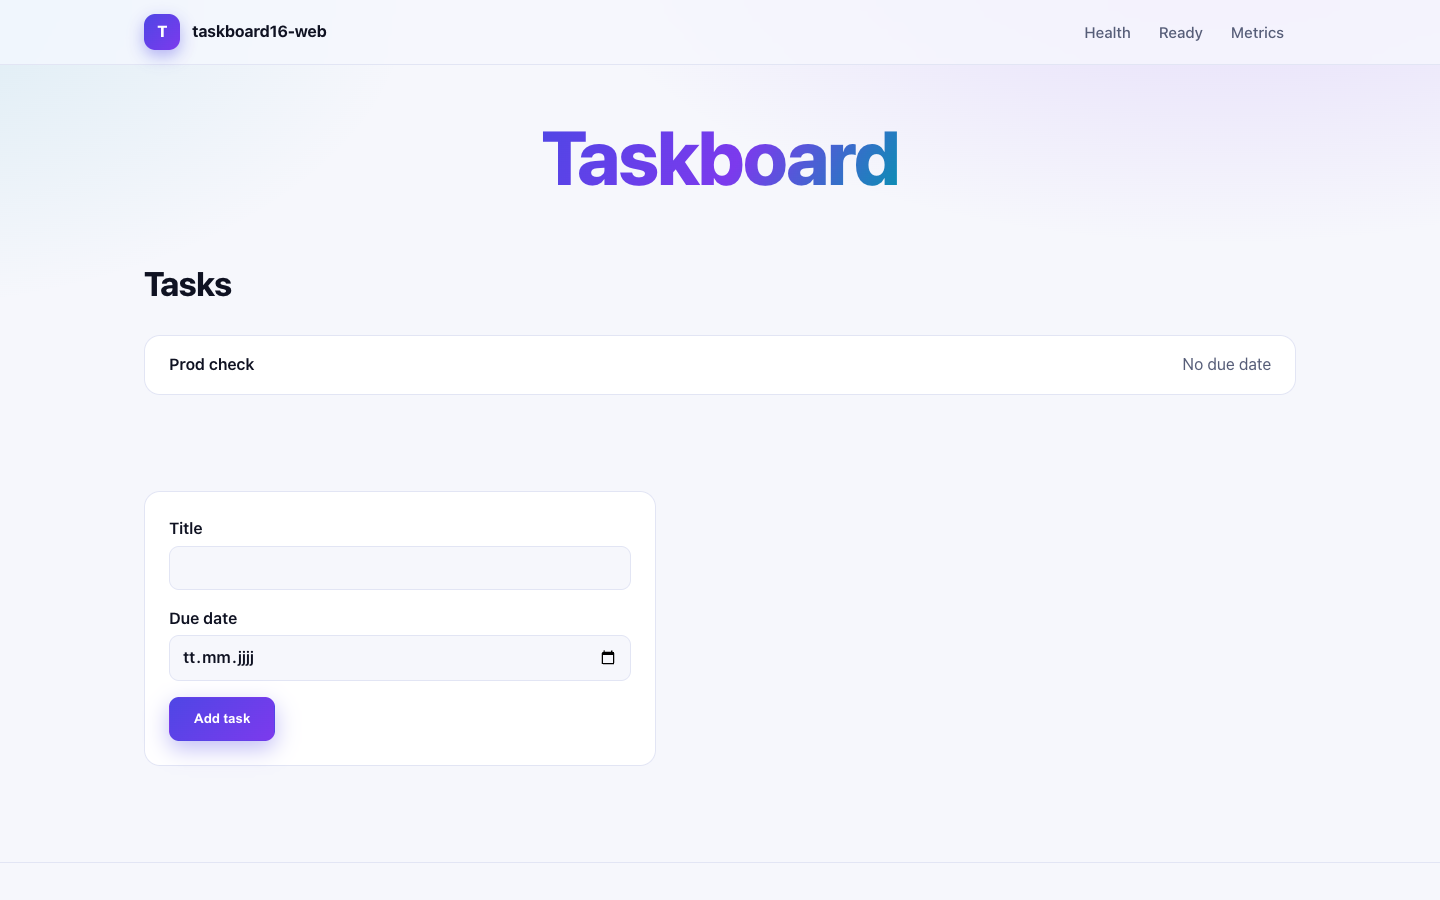 T taskboard16-web Health Ready Metrics
Taskboard
Tasks
Prod check No due date
Title
Due date
tt.mm.jjjj
Add task